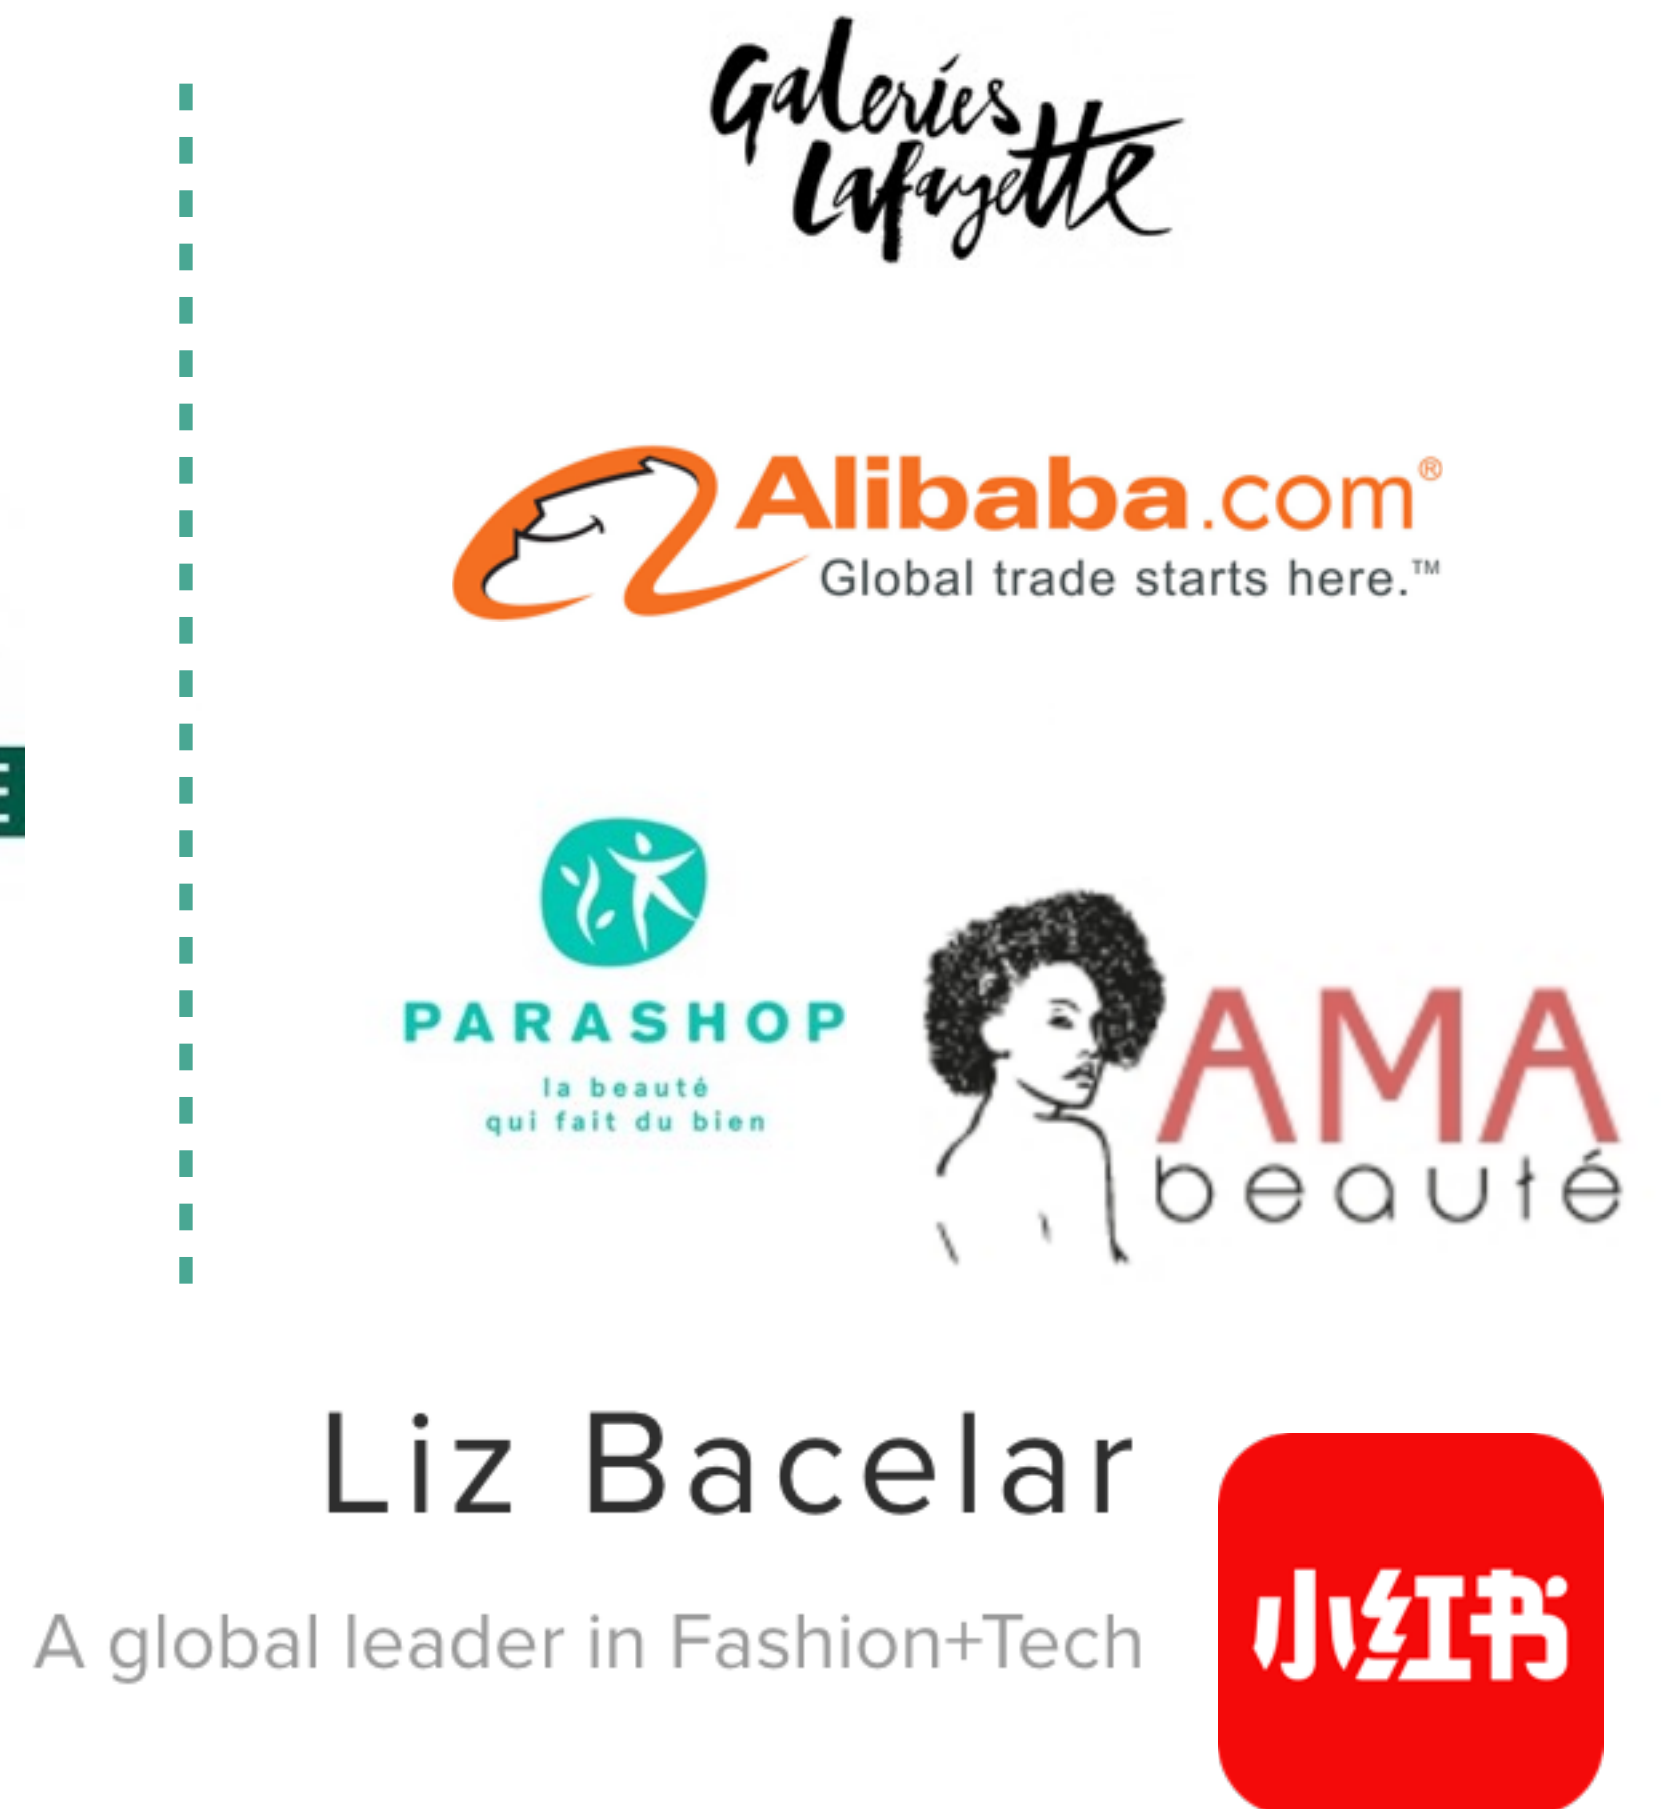 Galeries
Lafayette
Alibaba.com®
Global trade starts here.™
E
PARASHOP
la beauté
qui fait du bien
AMA
beauté
Liz Bacelar
小红书
A global leader in Fashion+Tech